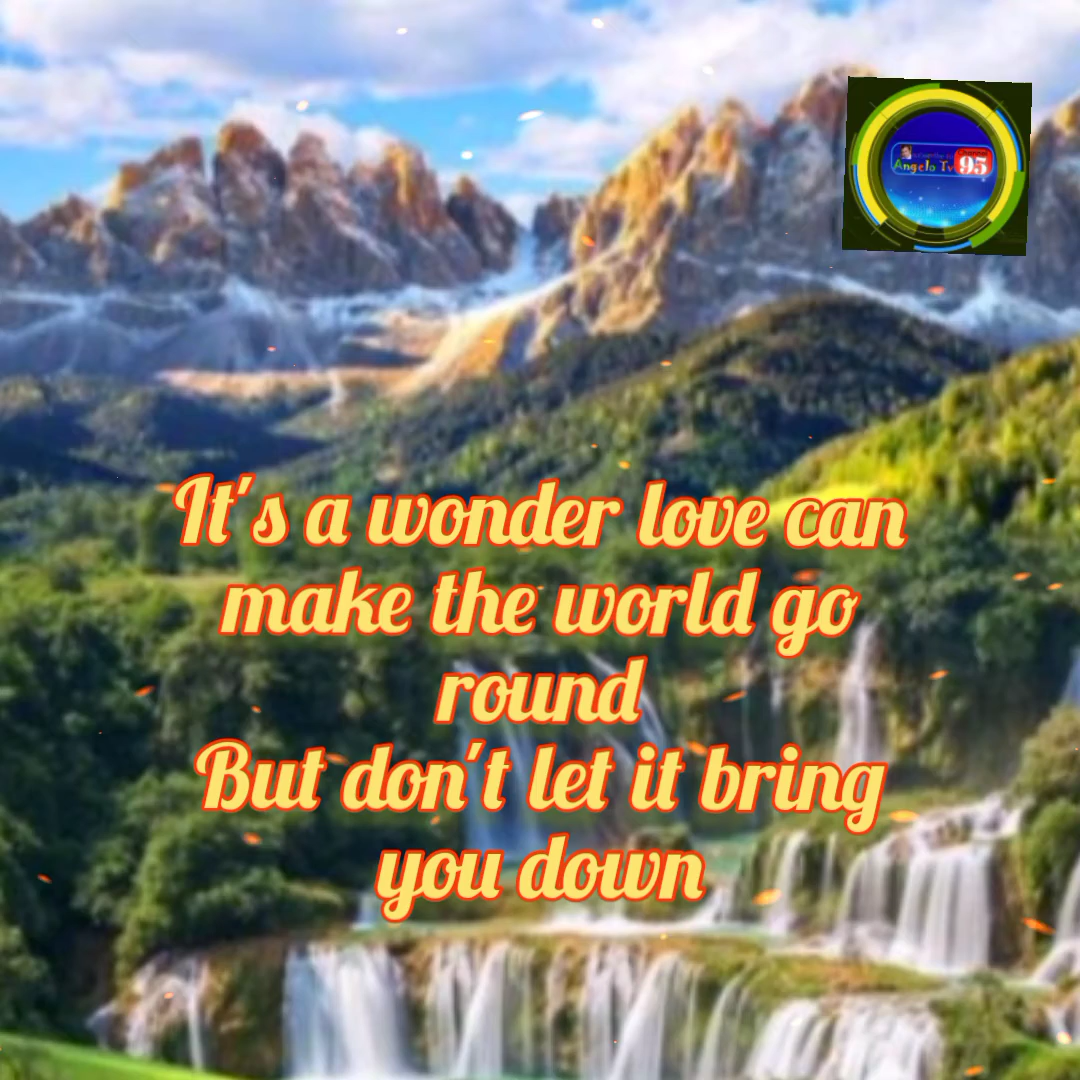 Channel
Angelo Tv 95
It's a wonder love can
make the world go
round
But don't let it bring
you down